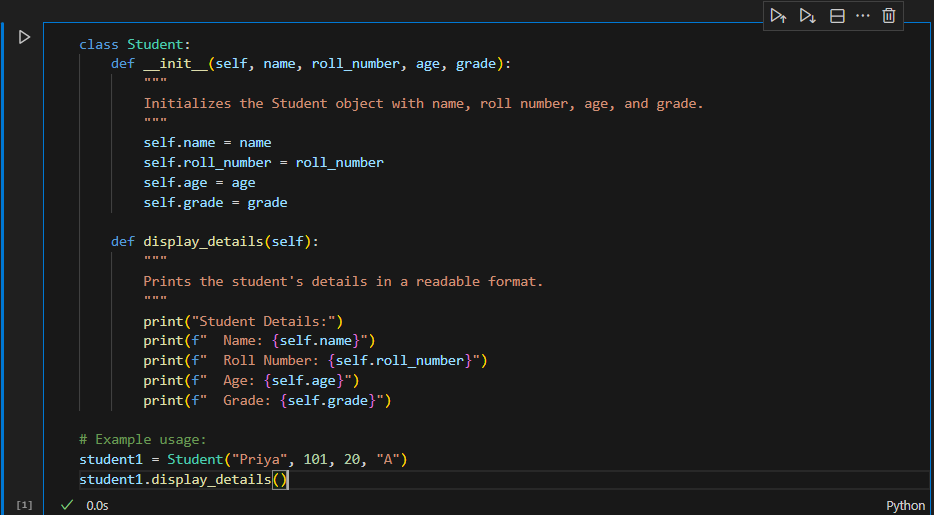 class Student:
    def __init__(self, name, roll_number, age, grade):
        """
        Initializes the Student object with name, roll number, age, and grade.
        """
        self.name = name
        self.roll_number = roll_number
        self.age = age
        self.grade = grade

    def display_details(self):
        """
        Prints the student's details in a readable format.
        """
        print("Student Details:")
        print(f"  Name: {self.name}")
        print(f"  Roll Number: {self.roll_number}")
        print(f"  Age: {self.age}")
        print(f"  Grade: {self.grade}")

# Example usage:
student1 = Student("Priya", 101, 20, "A")
student1.display_details()
[1] 0.0s Python